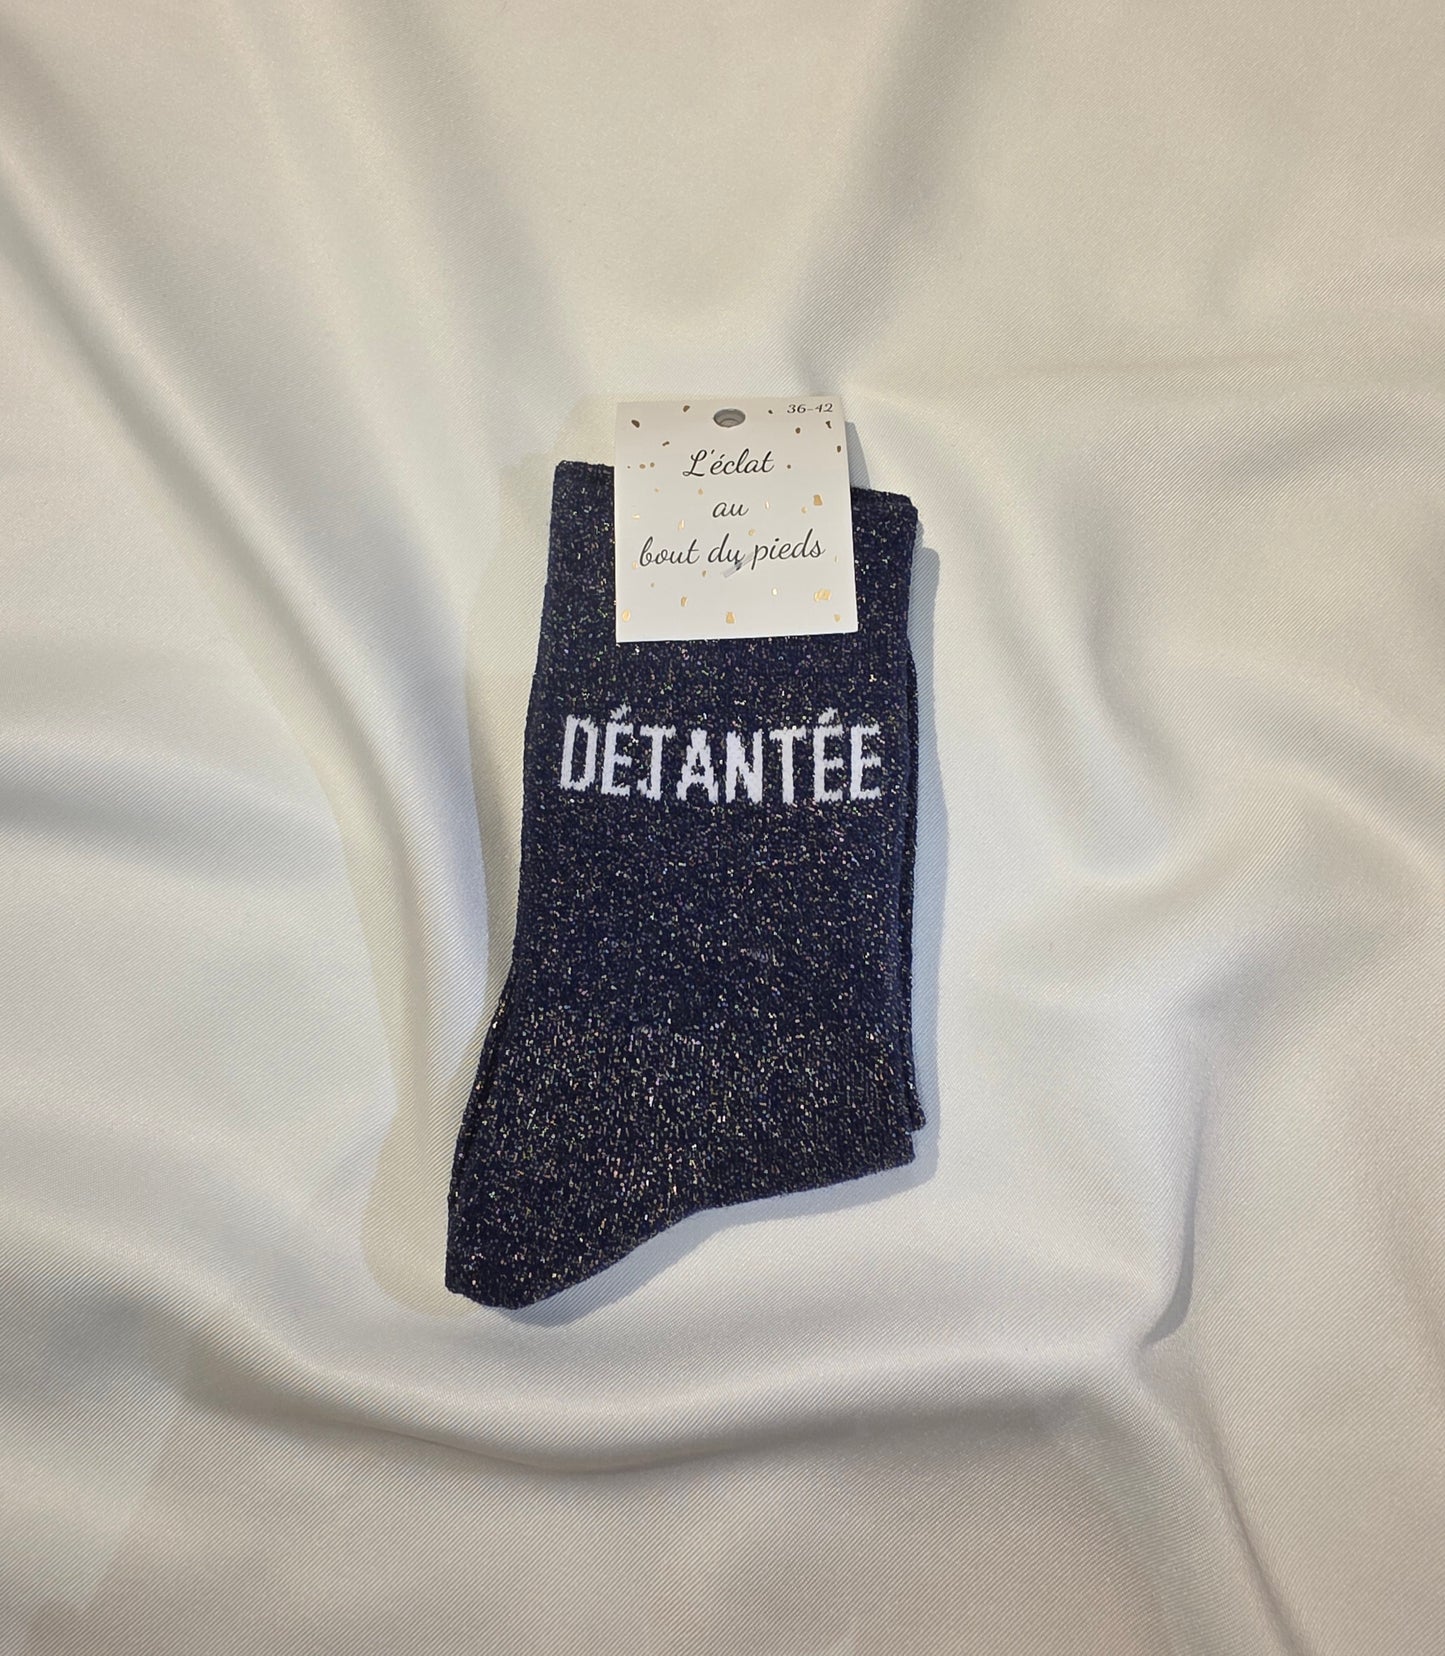 36-42
L'éclat
au
bout du pieds
DÉJANTÉE